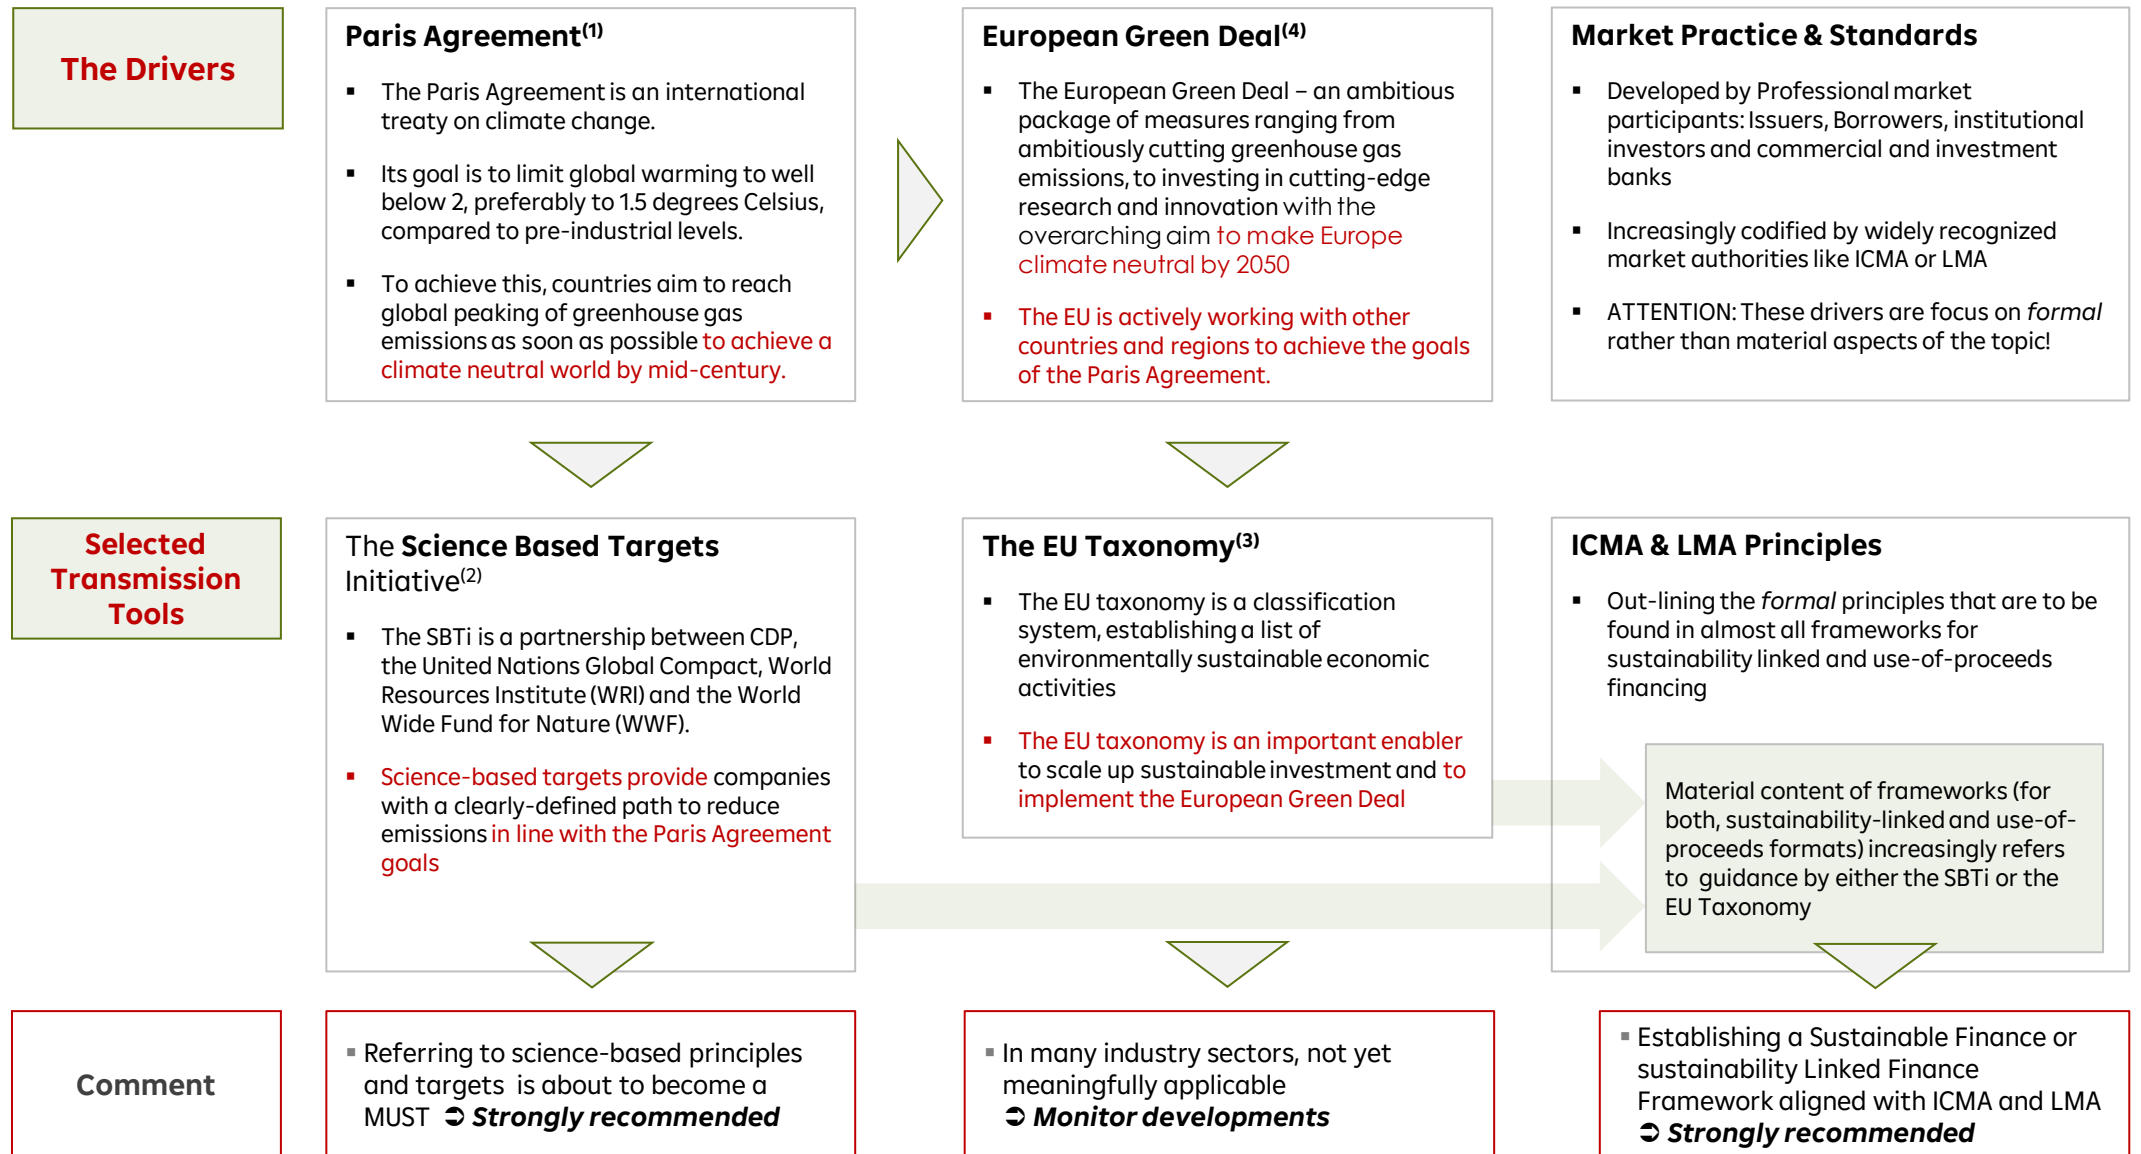 The Drivers
Paris Agreement(1)
▪ The Paris Agreement is an international
treaty on climate change.
▪ Its goal is to limit global warming to well
below 2, preferably to 1.5 degrees Celsius,
compared to pre-industrial levels.
▪ To achieve this, countries aim to reach
global peaking of greenhouse gas
emissions as soon as possible to achieve a
climate neutral world by mid-century.
European Green Deal(4)
▪ The European Green Deal – an ambitious
package of measures ranging from
ambitiously cutting greenhouse gas
emissions, to investing in cutting-edge
research and innovation with the
overarching aim to make Europe
climate neutral by 2050
▪ The EU is actively working with other
countries and regions to achieve the goals
of the Paris Agreement.
Market Practice & Standards
▪ Developed by Professional market
participants: Issuers, Borrowers, institutional
investors and commercial and investment
banks
▪ Increasingly codified by widely recognized
market authorities like ICMA or LMA
▪ ATTENTION: These drivers are focus on formal
rather than material aspects of the topic!
Selected
Transmission
Tools
The Science Based Targets
Initiative(2)
▪ The SBTi is a partnership between CDP,
the United Nations Global Compact, World
Resources Institute (WRI) and the World
Wide Fund for Nature (WWF).
▪ Science-based targets provide companies
with a clearly-defined path to reduce
emissions in line with the Paris Agreement
goals
The EU Taxonomy(3)
▪ The EU taxonomy is a classification
system, establishing a list of
environmentally sustainable economic
activities
▪ The EU taxonomy is an important enabler
to scale up sustainable investment and to
implement the European Green Deal
ICMA & LMA Principles
▪ Out-lining the formal principles that are to be
found in almost all frameworks for
sustainability linked and use-of-proceeds
financing
Material content of frameworks (for
both, sustainability-linked and use-of-
proceeds formats) increasingly refers
to guidance by either the SBTi or the
EU Taxonomy
Comment
▪ Referring to science-based principles
and targets is about to become a
MUST ➲ Strongly recommended
▪ In many industry sectors, not yet
meaningfully applicable
➲ Monitor developments
▪ Establishing a Sustainable Finance or
sustainability Linked Finance
Framework aligned with ICMA and LMA
➲ Strongly recommended